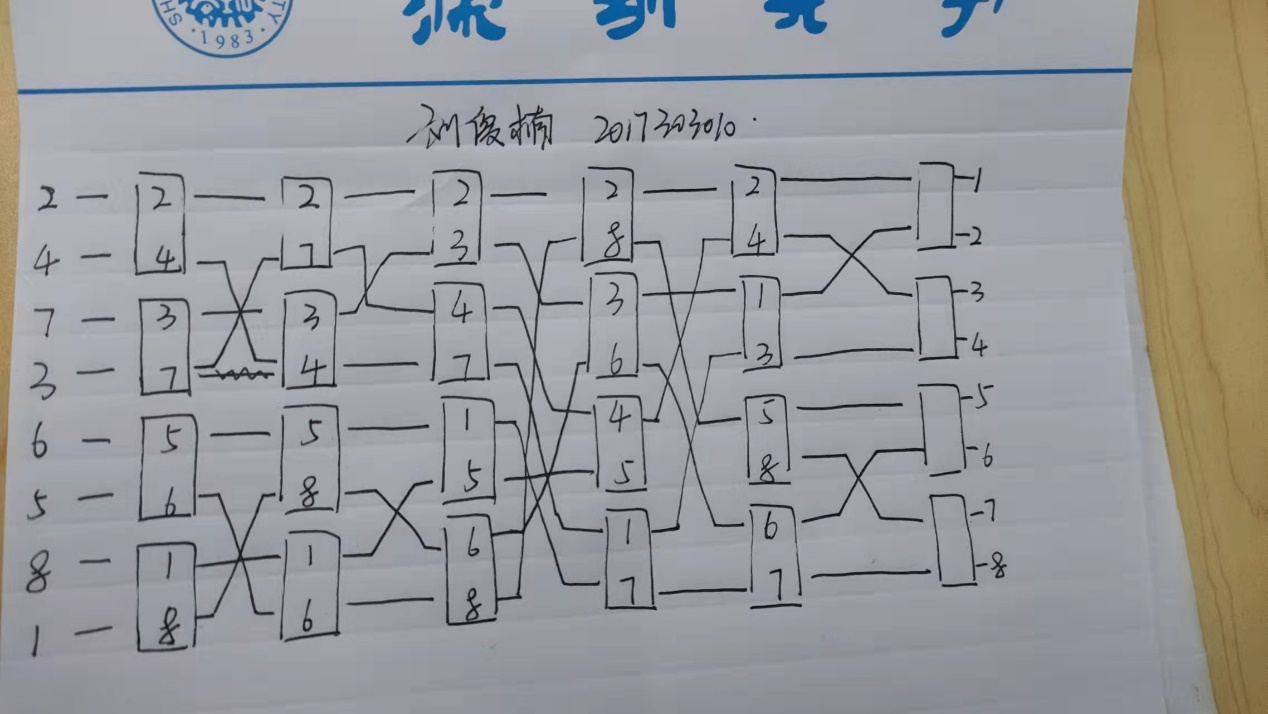 1983
2017303010
2 2 2 2 2 2 1
4 4 7 3 8 4 2
7 3 3 4 3 1 3
3 7 4 7 6 3 4
6 5 5 1 4 5 5
5 6 8 5 5 8 6
8 1 1 6 1 6 7
1 8 6 8 7 7 8